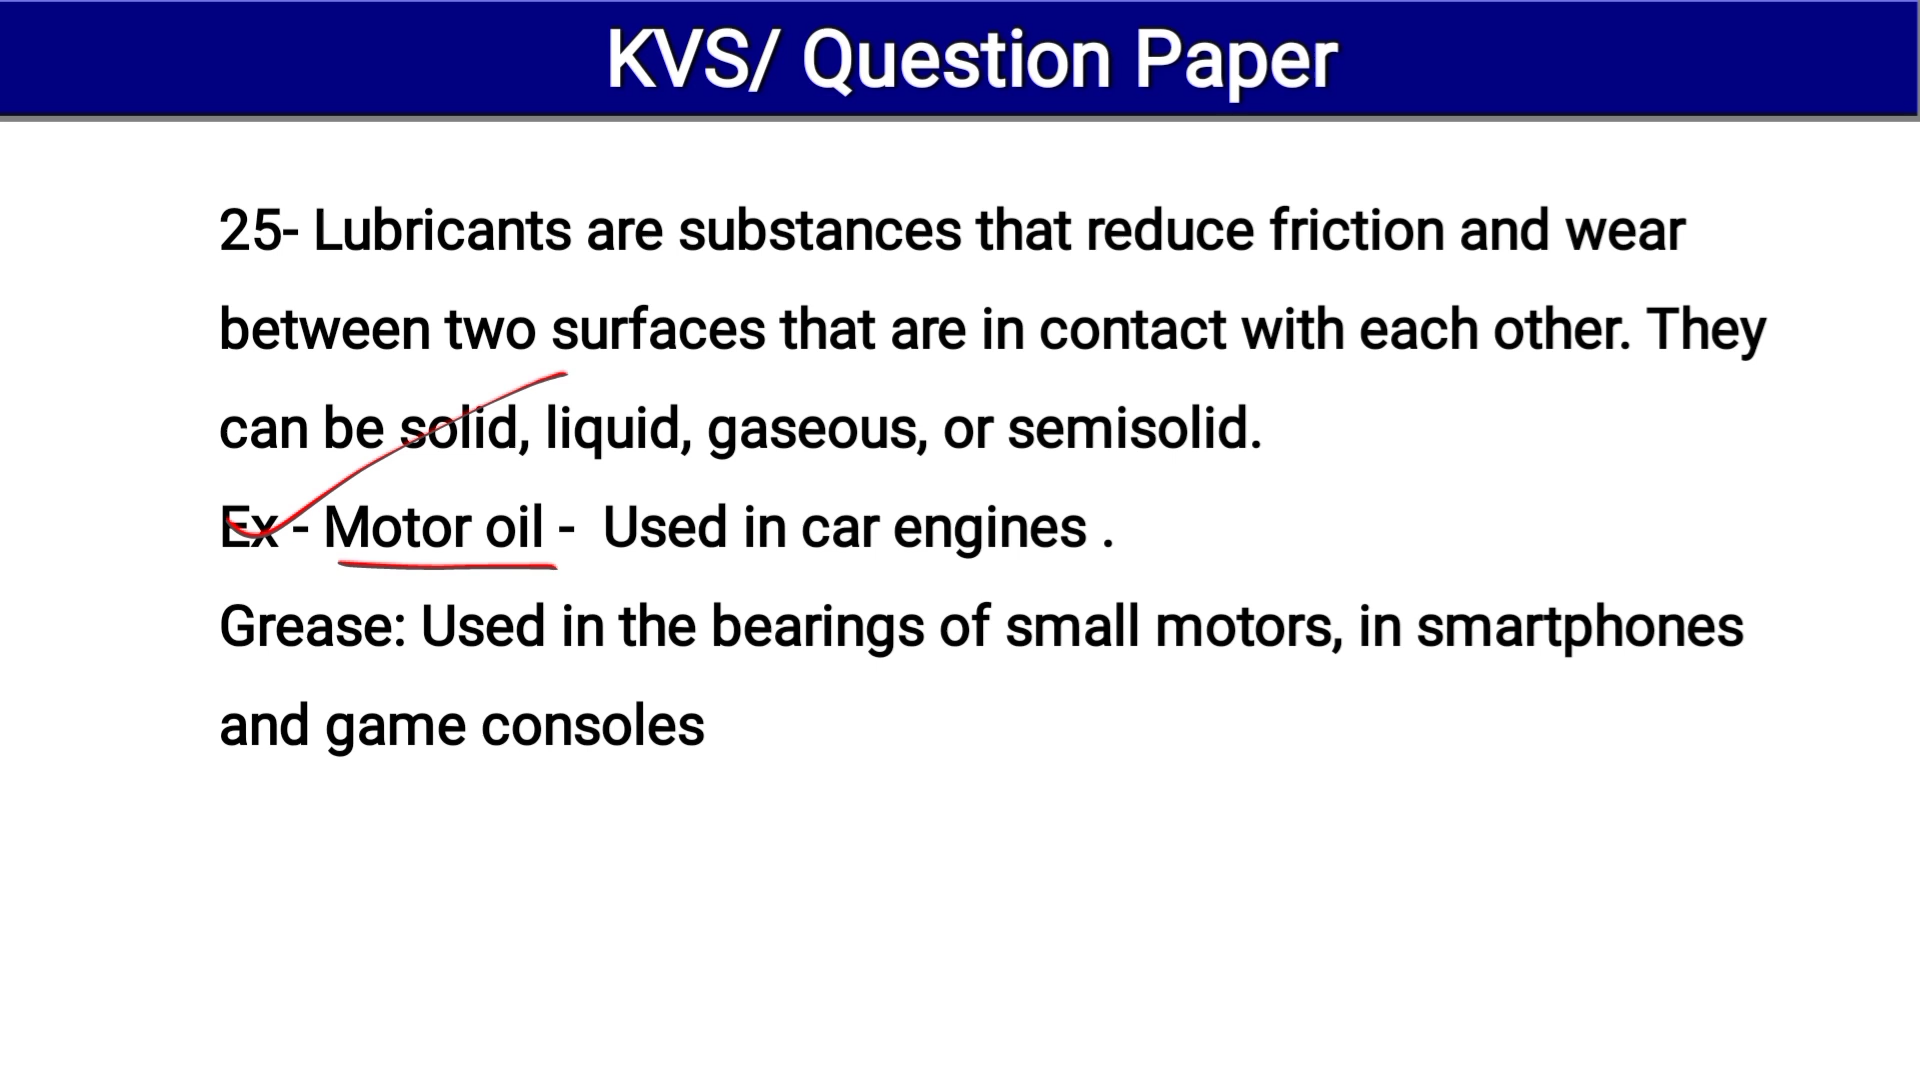 KVS/ Question Paper
25- Lubricants are substances that reduce friction and wear
between two surfaces that are in contact with each other. They
can be solid, liquid, gaseous, or semisolid.
Ex - Motor oil -  Used in car engines .
Grease: Used in the bearings of small motors, in smartphones
and game consoles